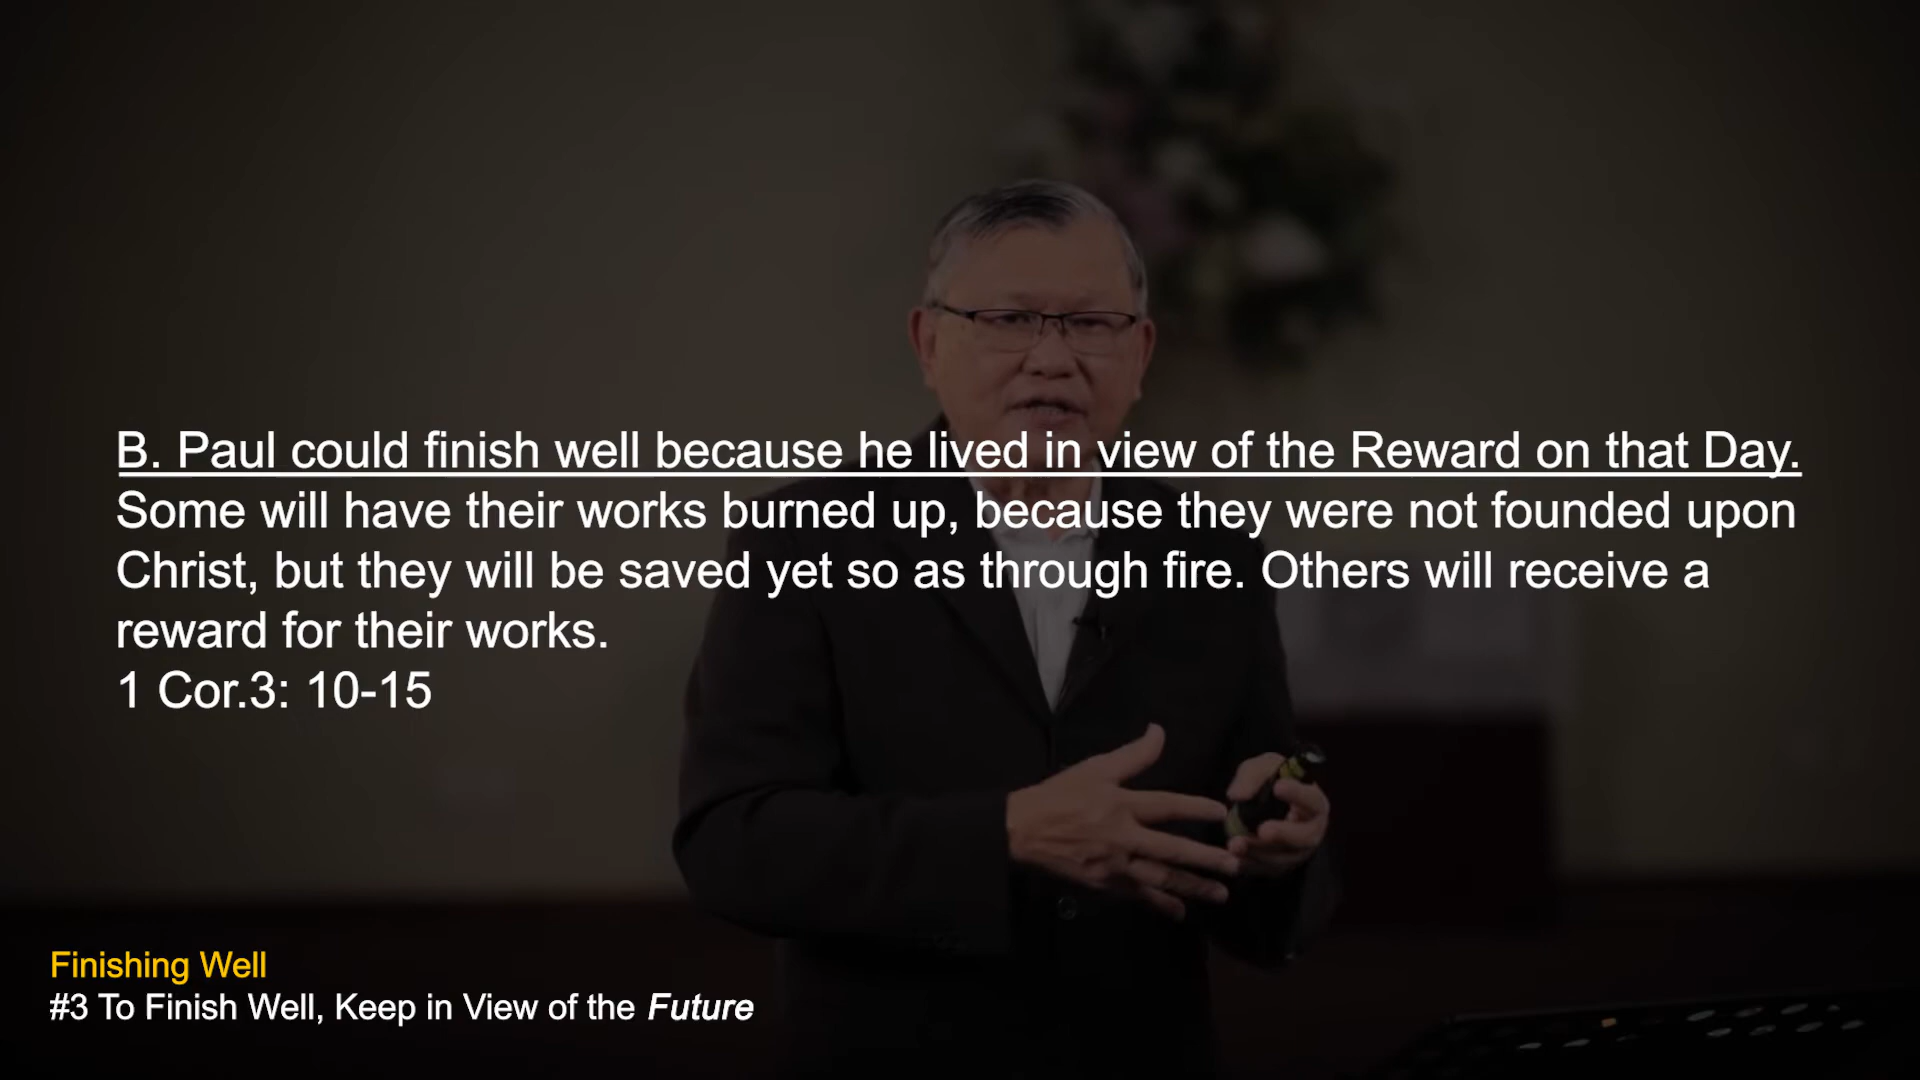 B. Paul could finish well because he lived in view of the Reward on that Day.
Some will have their works burned up, because they were not founded upon
Christ, but they will be saved yet so as through fire. Others will receive a
reward for their works.
1 Cor.3: 10-15
Finishing Well
#3 To Finish Well, Keep in View of the Future